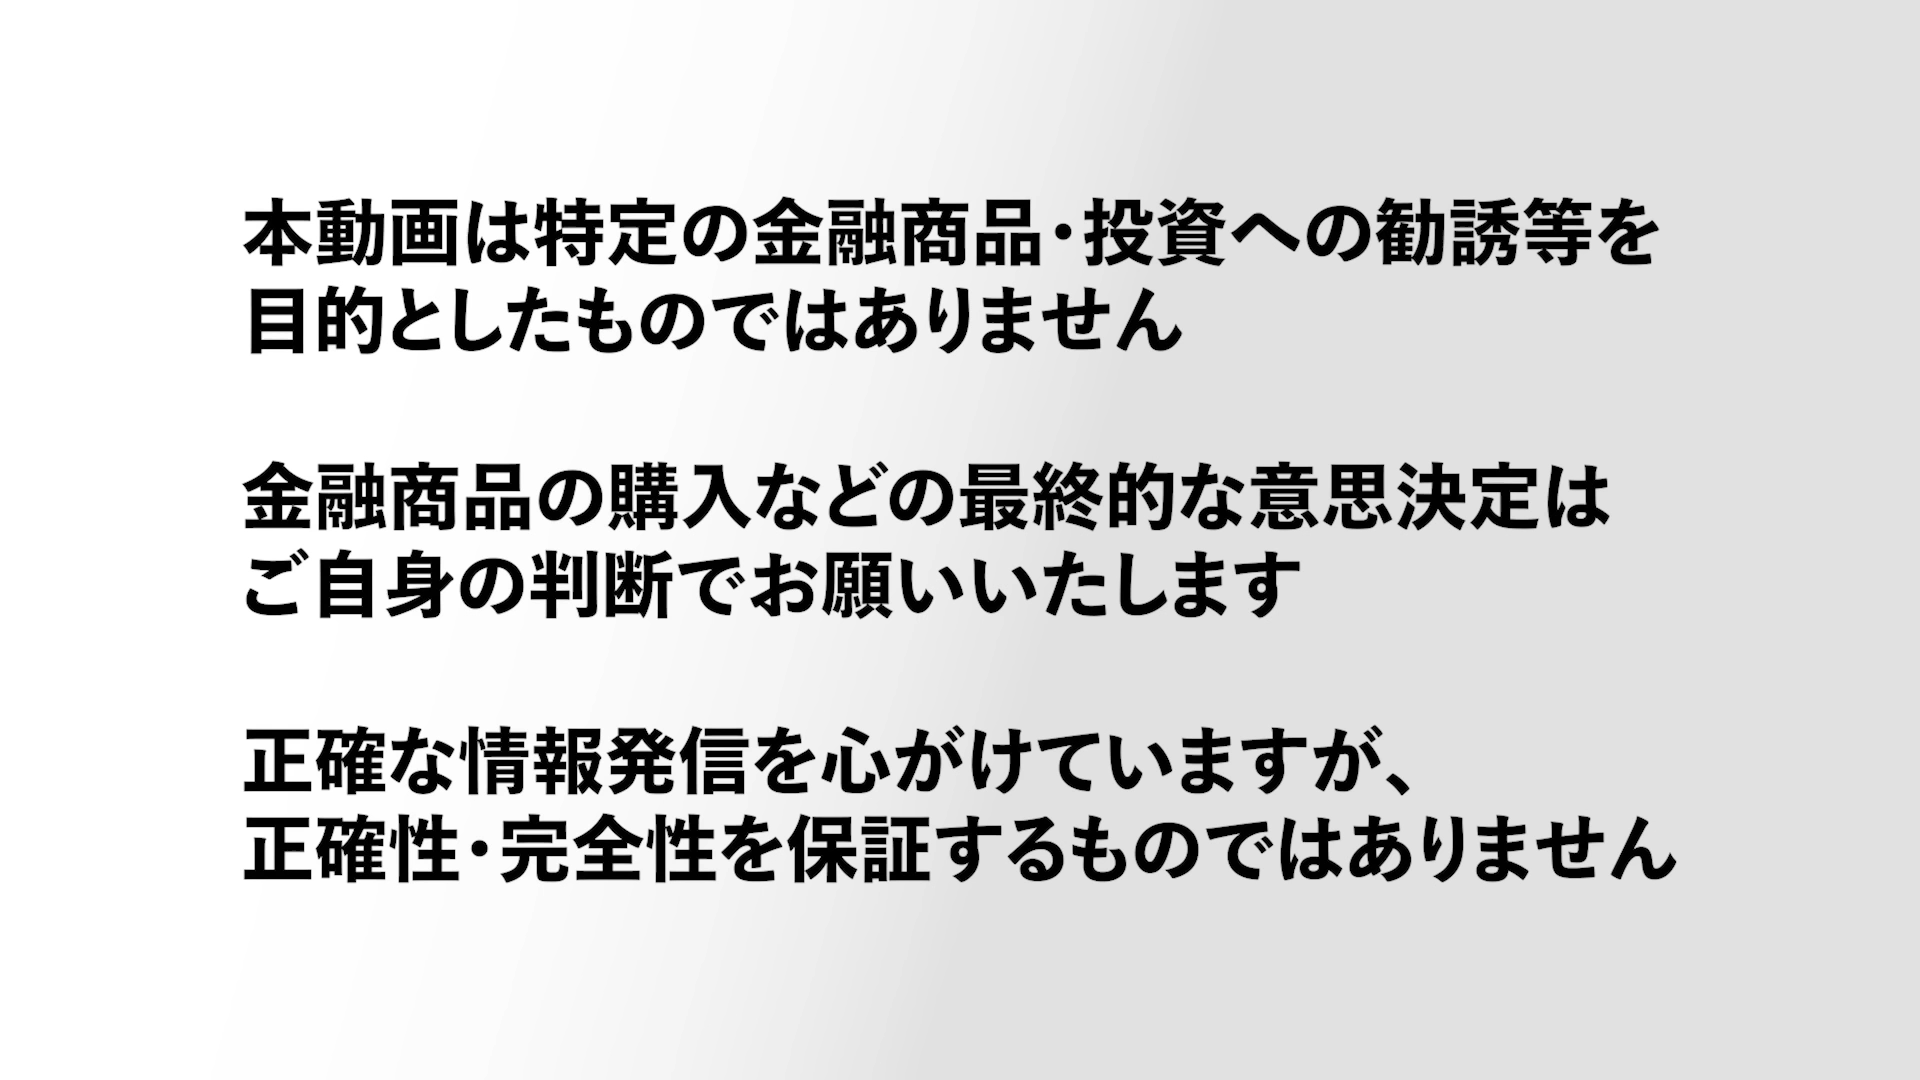 本動画は特定の金融商品・投資への勧誘等を
目的としたものではありません
金融商品の購入などの最終的な意思決定は
ご自身の判断でお願いいたします
正確な情報発信を心がけていますが、
正確性・完全性を保証するものではありません